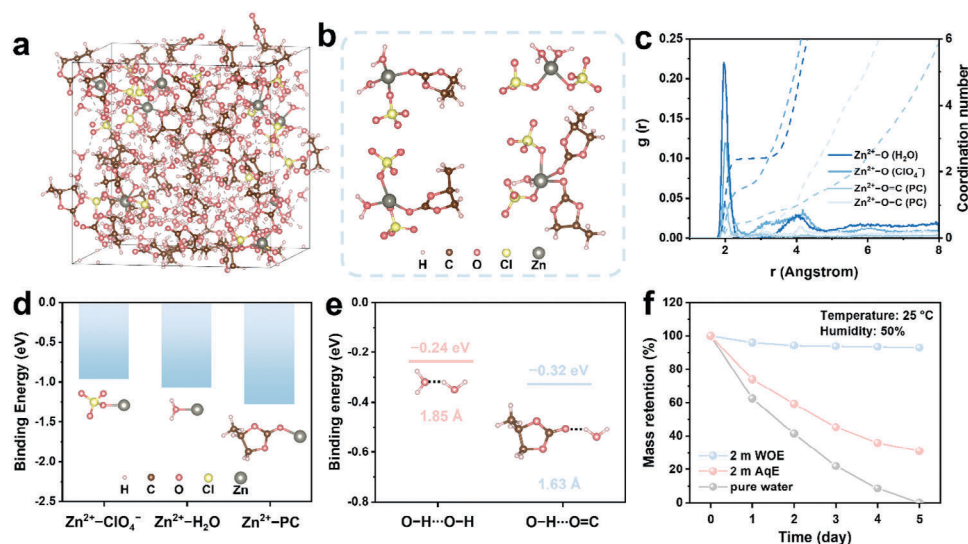 a
b
H C O Cl Zn
c
g (r)
0.25
0.20
0.15
0.10
0.05
0.00
6
5
4
3
2
1
0
Coordination number
Zn²⁺−O (H₂O)
Zn²⁺−O (ClO₄⁻)
Zn²⁺−O=C (PC)
Zn²⁺−O−C (PC)
2 3 4 5 6 7 8
r (Angstrom)
d
Binding Energy (eV)
0.0
-0.5
-1.0
-1.5
-2.0
-2.5
H C O Cl Zn
Zn²⁺−ClO₄⁻ Zn²⁺−H₂O Zn²⁺−PC
e
Binding energy (eV)
0.0
-0.2
-0.4
-0.6
-0.8
−0.24 eV
1.85 Å
−0.32 eV
1.63 Å
O−H···O−H O−H···O=C
f
Mass retention (%)
120
100
80
60
40
20
0
Temperature: 25 °C
Humidity: 50%
2 m WOE
2 m AqE
pure water
0 1 2 3 4 5
Time (day)